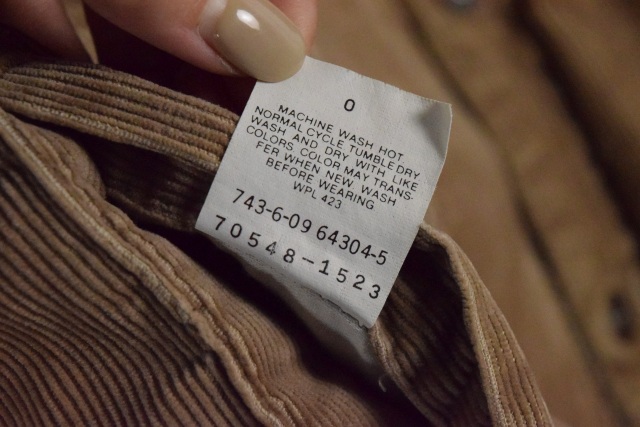 0
MACHINE WASH HOT
NORMAL CYCLE TUMBLE DRY
WASH AND DRY WITH LIKE
COLORS COLOR MAY TRANS-
FER WHEN NEW. WASH
BEFORE WEARING
WPL 423
743-6-09 64304-5
70548-1523